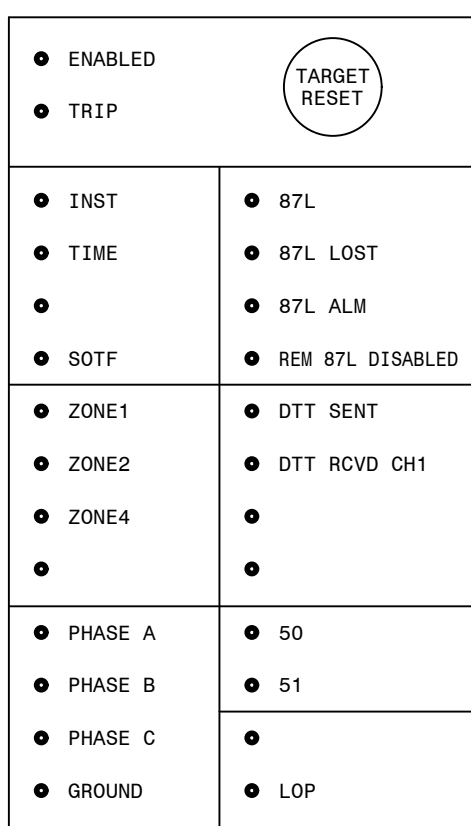 ENABLED
TRIP
TARGET
RESET
INST
TIME
SOTF
87L
87L LOST
87L ALM
REM 87L DISABLED
ZONE1
ZONE2
ZONE4
DTT SENT
DTT RCVD CH1
PHASE A
PHASE B
PHASE C
GROUND
50
51
LOP